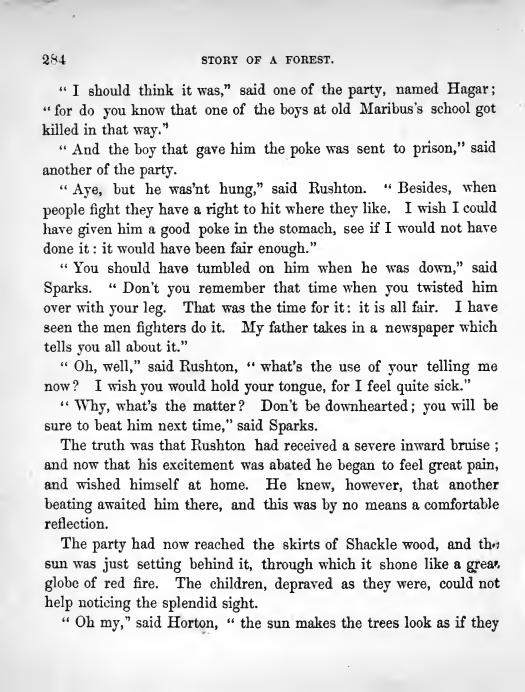 284 STORY OF A FOREST.
“ I should think it was,” said one of the party, named Hagar;
“ for do you know that one of the boys at old Maribus's school got
killed in that way.”
“ And the boy that gave him the poke was sent to prison,” said
another of the party.
“ Aye, but he was'nt hung,” said Rushton. “ Besides, when
people fight they have a right to hit where they like. I wish I could
have given him a good poke in the stomach, see if I would not have
done it : it would have been fair enough.”
“ You should have tumbled on him when he was down,” said
Sparks. “ Don't you remember that time when you twisted him
over with your leg. That was the time for it : it is all fair. I have
seen the men fighters do it. My father takes in a newspaper which
tells you all about it.”
“ Oh, well,” said Rushton, “ what's the use of your telling me
now ? I wish you would hold your tongue, for I feel quite sick.”
“ Why, what's the matter ? Don't be downhearted ; you will be
sure to beat him next time,” said Sparks.
The truth was that Rushton had received a severe inward bruise ;
and now that his excitement was abated he began to feel great pain,
and wished himself at home. He knew, however, that another
beating awaited him there, and this was by no means a comfortable
reflection.
The party had now reached the skirts of Shackle wood, and the
sun was just setting behind it, through which it shone like a great
globe of red fire. The children, depraved as they were, could not
help noticing the splendid sight.
“ Oh my,” said Horton, “ the sun makes the trees look as if they